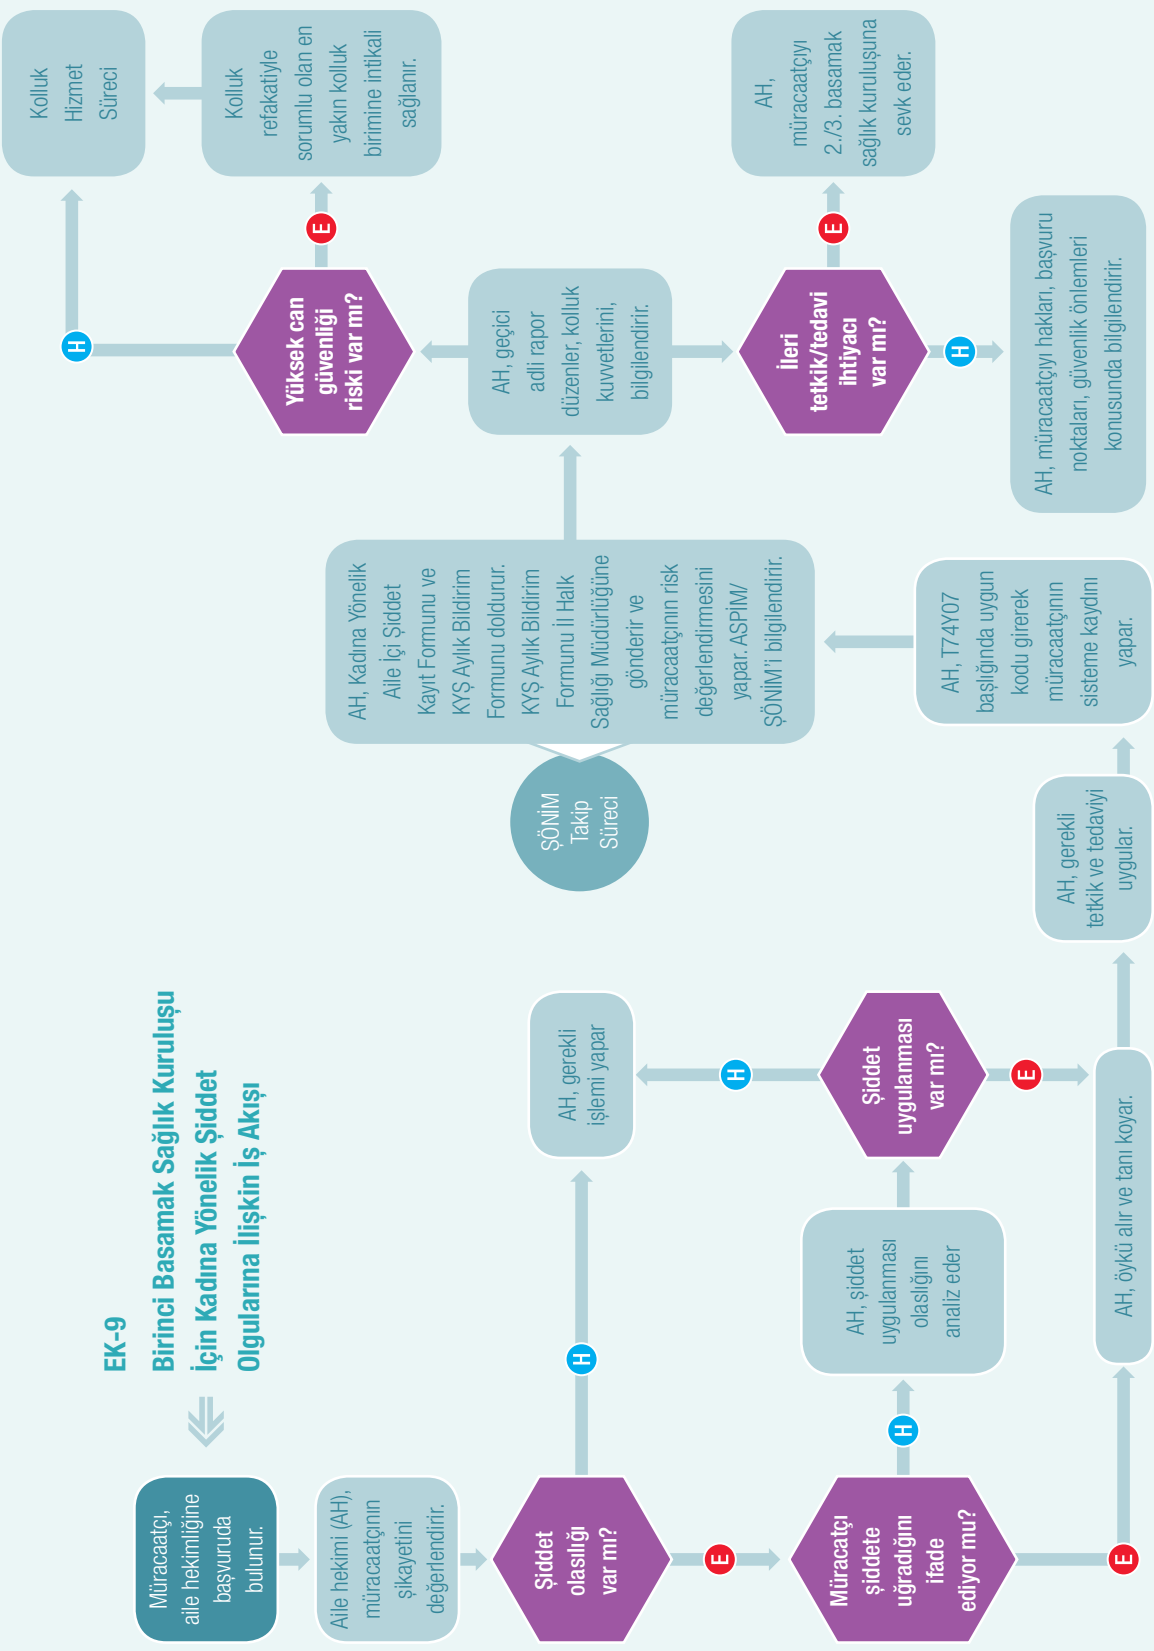 EK-9
Birinci Basamak Sağlık Kuruluşu
İçin Kadına Yönelik Şiddet
Olgularına İlişkin İş Akışı
Müracaatçı,
aile hekimliğine
başvuruda
bulunur.
Aile hekimi (AH),
müracaatçının
şikayetini
değerlendirir.
Şiddet
olasılığı
var mı?
H
E
AH, gerekli
işlemi yapar
Müracatçı
şiddete
uğradığını
ifade
ediyor mu?
H
E
AH, şiddet
uygulanması
olaslığını
analiz eder
Şiddet
uygulanması
var mı?
H
E
AH, öykü alır ve tanı koyar.
AH, gerekli
tetkik ve tedaviyi
uygular.
AH, T74Y07
başlığında uygun
kodu girerek
müracaatçının
sisteme kaydını
yapar.
AH, Kadına Yönelik
Aile İçi Şiddet
Kayıt Formunu ve
KYŞ Aylık Bildirim
Formunu doldurur.
KYŞ Aylık Bildirim
Formunu İl Halk
Sağlığı Müdürlüğüne
gönderir ve
müracaatçının risk
değerlendirmesini
yapar. ASPİM/
ŞÖNİM'i bilgilendirir.
ŞÖNİM
Takip
Süreci
AH, geçici
adli rapor
düzenler, kolluk
kuvvetlerini,
bilgilendirir.
Yüksek can
güvenliği
riski var mı?
H
E
Kolluk
refakatiyle
sorumlu olan en
yakın kolluk
birimine intikali
sağlanır.
Kolluk
Hizmet
Süreci
İleri
tetkik/tedavi
ihtiyacı
var mı?
E
H
AH,
müracaatçıyı
2./3. basamak
sağlık kuruluşuna
sevk eder.
AH, müracaatçıyı hakları, başvuru
noktaları, güvenlik önlemleri
konusunda bilgilendirir.